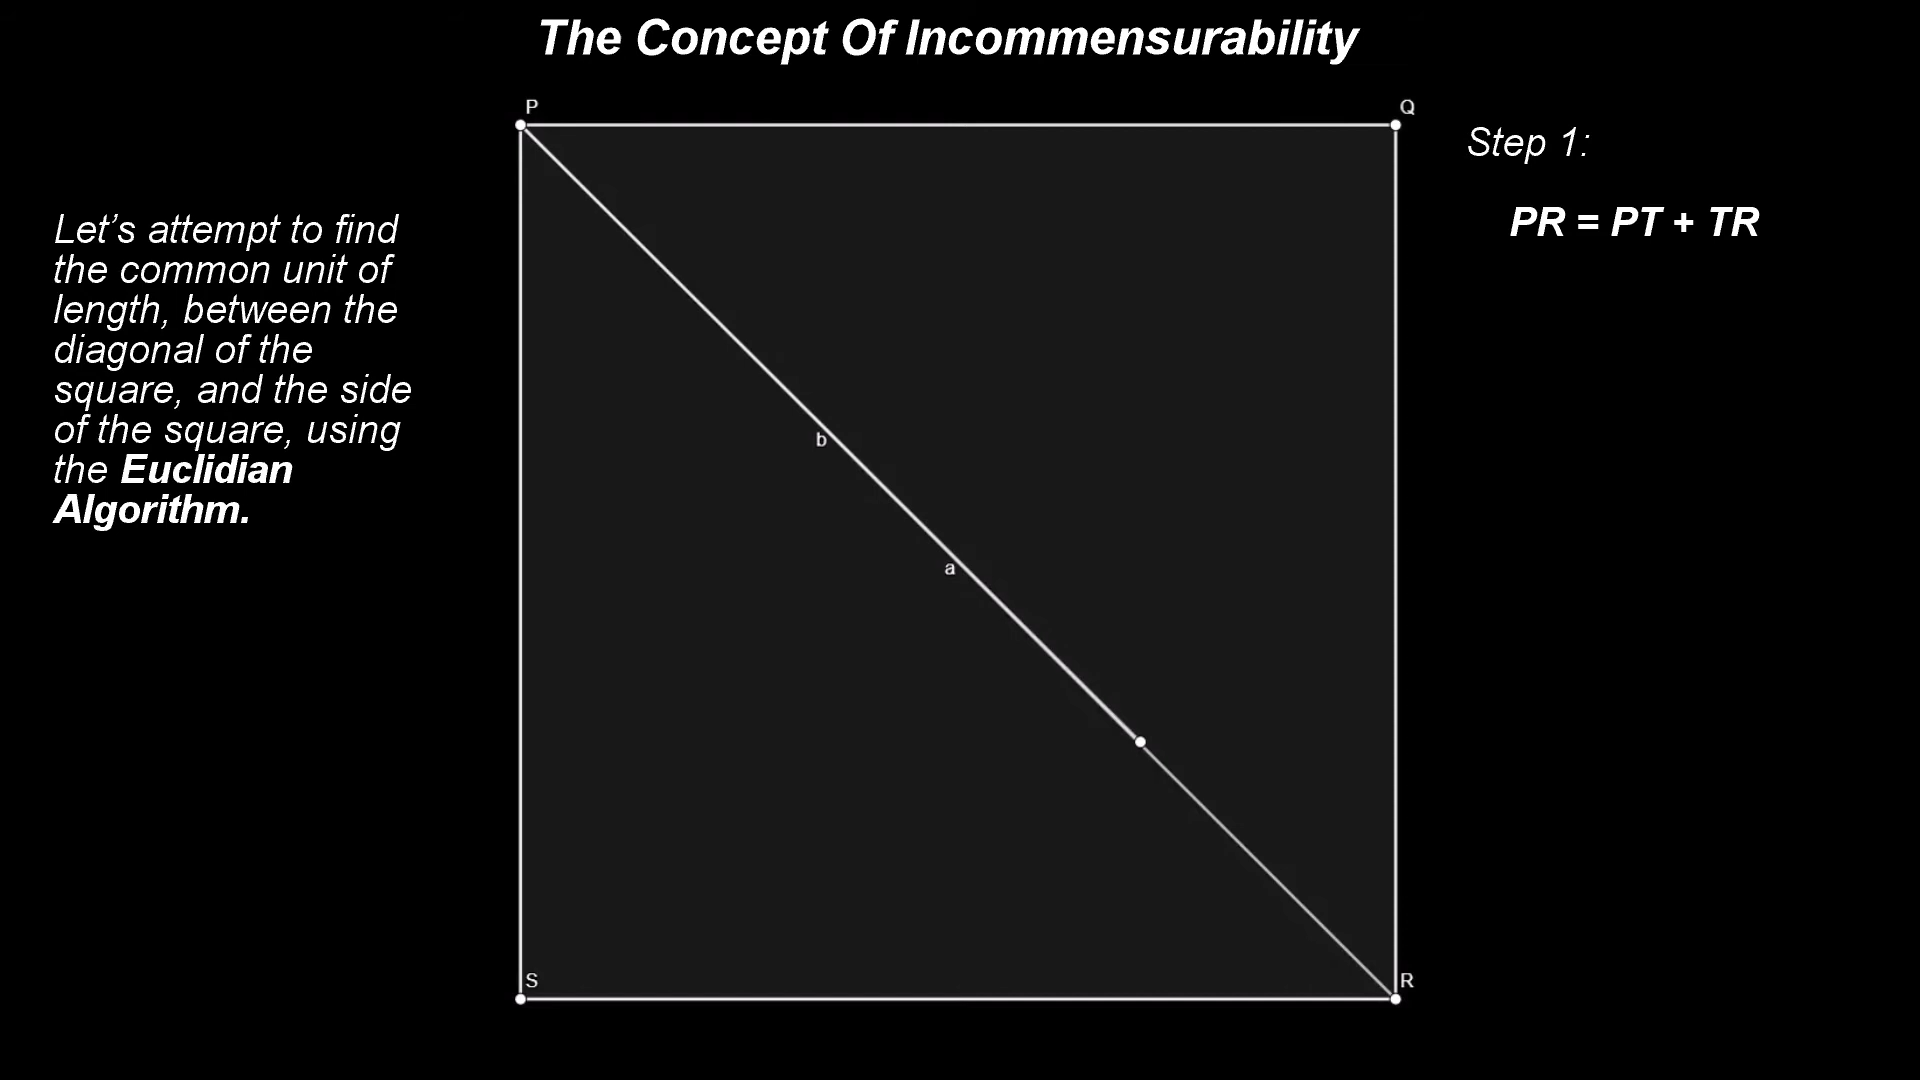 The Concept Of Incommensurability
P
Q
Step 1:
PR = PT + TR
Let’s attempt to find
the common unit of
length, between the
diagonal of the
square, and the side
of the square, using
the Euclidian
Algorithm.
b
a
S
R